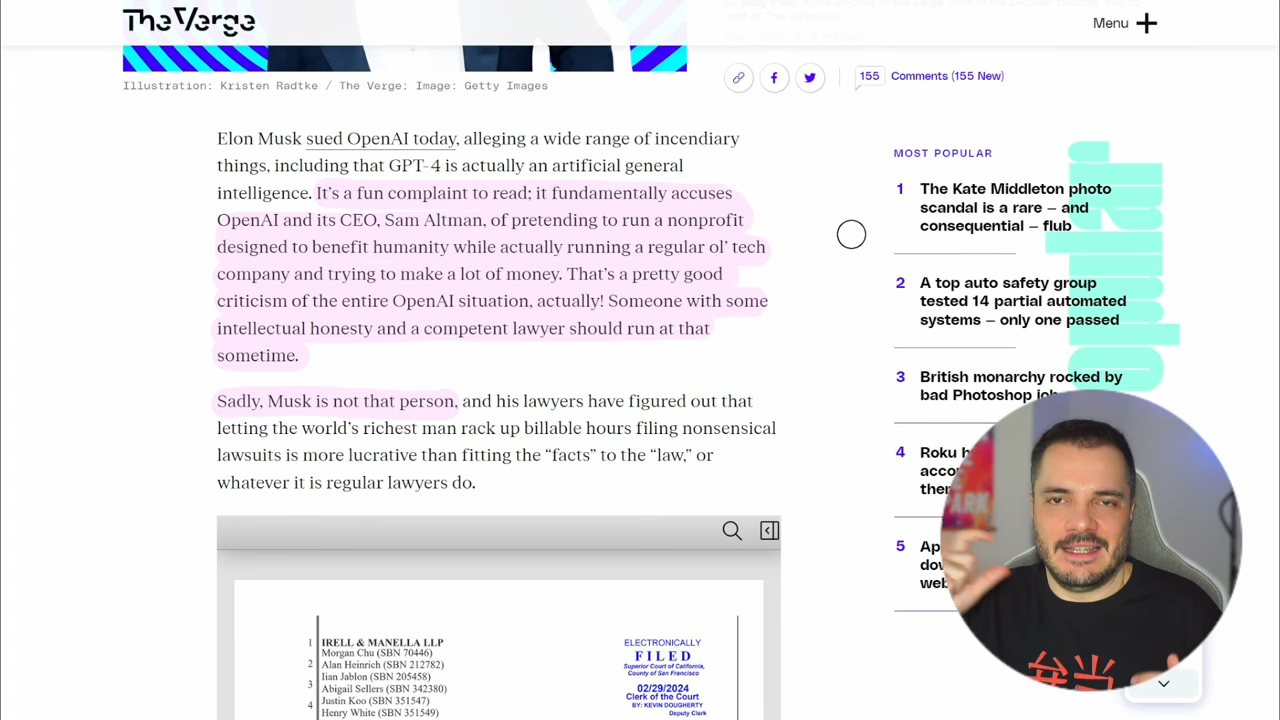 The Verge
Menu
Illustration: Kristen Radtke / The Verge; Image: Getty Images
155 Comments (155 New)
Elon Musk sued OpenAI today, alleging a wide range of incendiary
things, including that GPT-4 is actually an artificial general
intelligence. It's a fun complaint to read; it fundamentally accuses
OpenAI and its CEO, Sam Altman, of pretending to run a nonprofit
designed to benefit humanity while actually running a regular ol' tech
company and trying to make a lot of money. That's a pretty good
criticism of the entire OpenAI situation, actually! Someone with some
intellectual honesty and a competent lawyer should run at that
sometime.
Sadly, Musk is not that person, and his lawyers have figured out that
letting the world's richest man rack up billable hours filing nonsensical
lawsuits is more lucrative than fitting the “facts” to the “law,” or
whatever it is regular lawyers do.
MOST POPULAR
1 The Kate Middleton photo
scandal is a rare — and
consequential — flub
2 A top auto safety group
tested 14 partial automated
systems — only one passed
3 British monarchy rocked by
bad Photoshop
4 Roku
5
popular
1 IRELL & MANELLA LLP
Morgan Chu (SBN 70446)
2 Alan Heinrich (SBN 212782)
Iian Jablon (SBN 205458)
3 Abigail Sellers (SBN 342380)
Justin Koo (SBN 351547)
4 Henry White (SBN 351549)
ELECTRONICALLY
FILED
Superior Court of California,
County of San Francisco
02/29/2024
Clerk of the Court
BY: KEVIN DOUGHERTY
Deputy Clerk
弁当